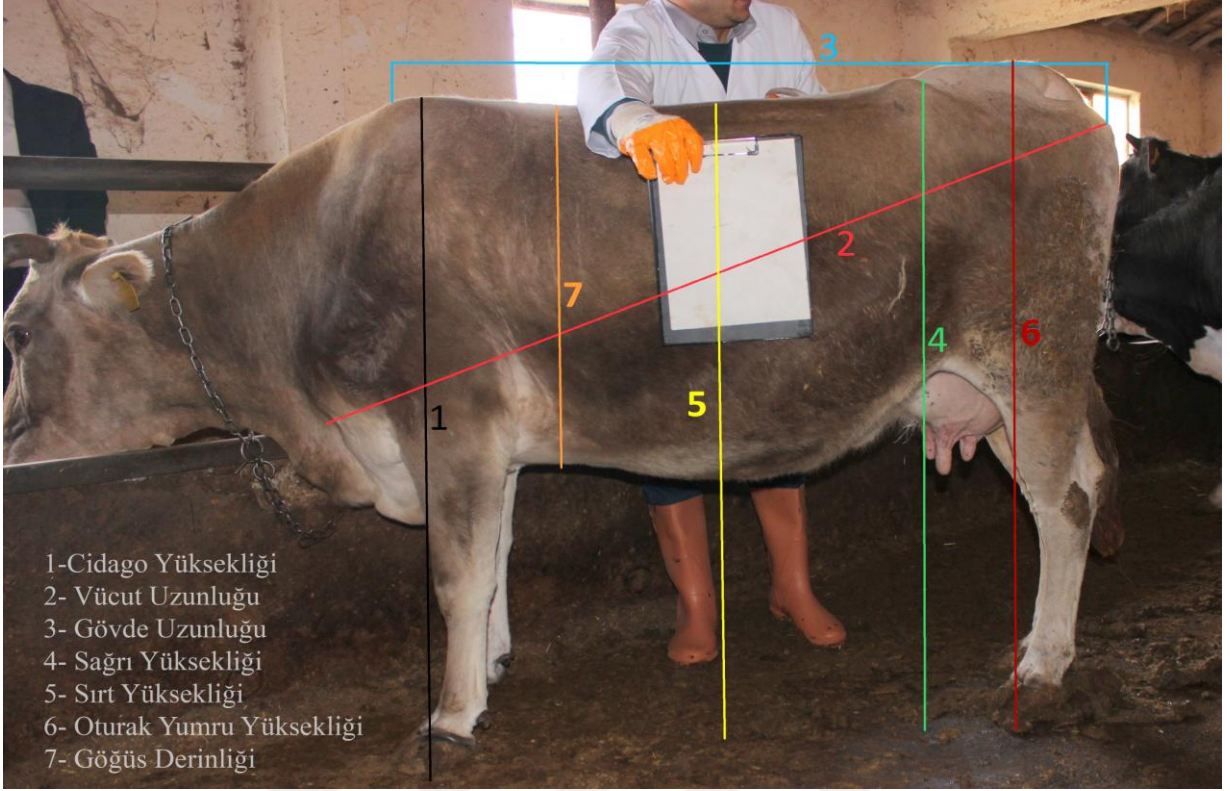 3
2
7
4
6
5
1
1-Cidago Yüksekliği
2- Vücut Uzunluğu
3- Gövde Uzunluğu
4- Sağrı Yüksekliği
5- Sırt Yüksekliği
6- Oturak Yumru Yüksekliği
7- Göğüs Derinliği